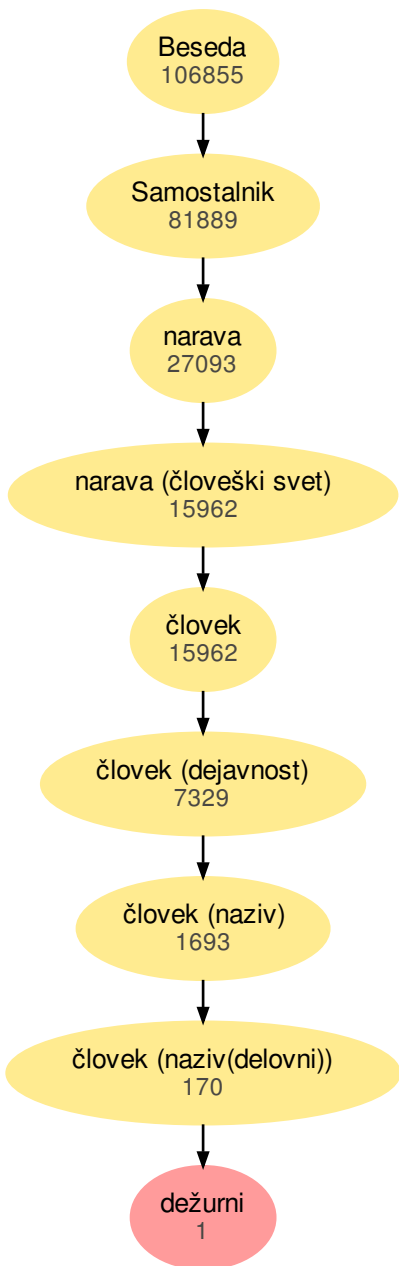 Beseda
106855
Samostalnik
81889
narava
27093
narava (človeški svet)
15962
človek
15962
človek (dejavnost)
7329
človek (naziv)
1693
človek (naziv(delovni))
170
dežurni
1